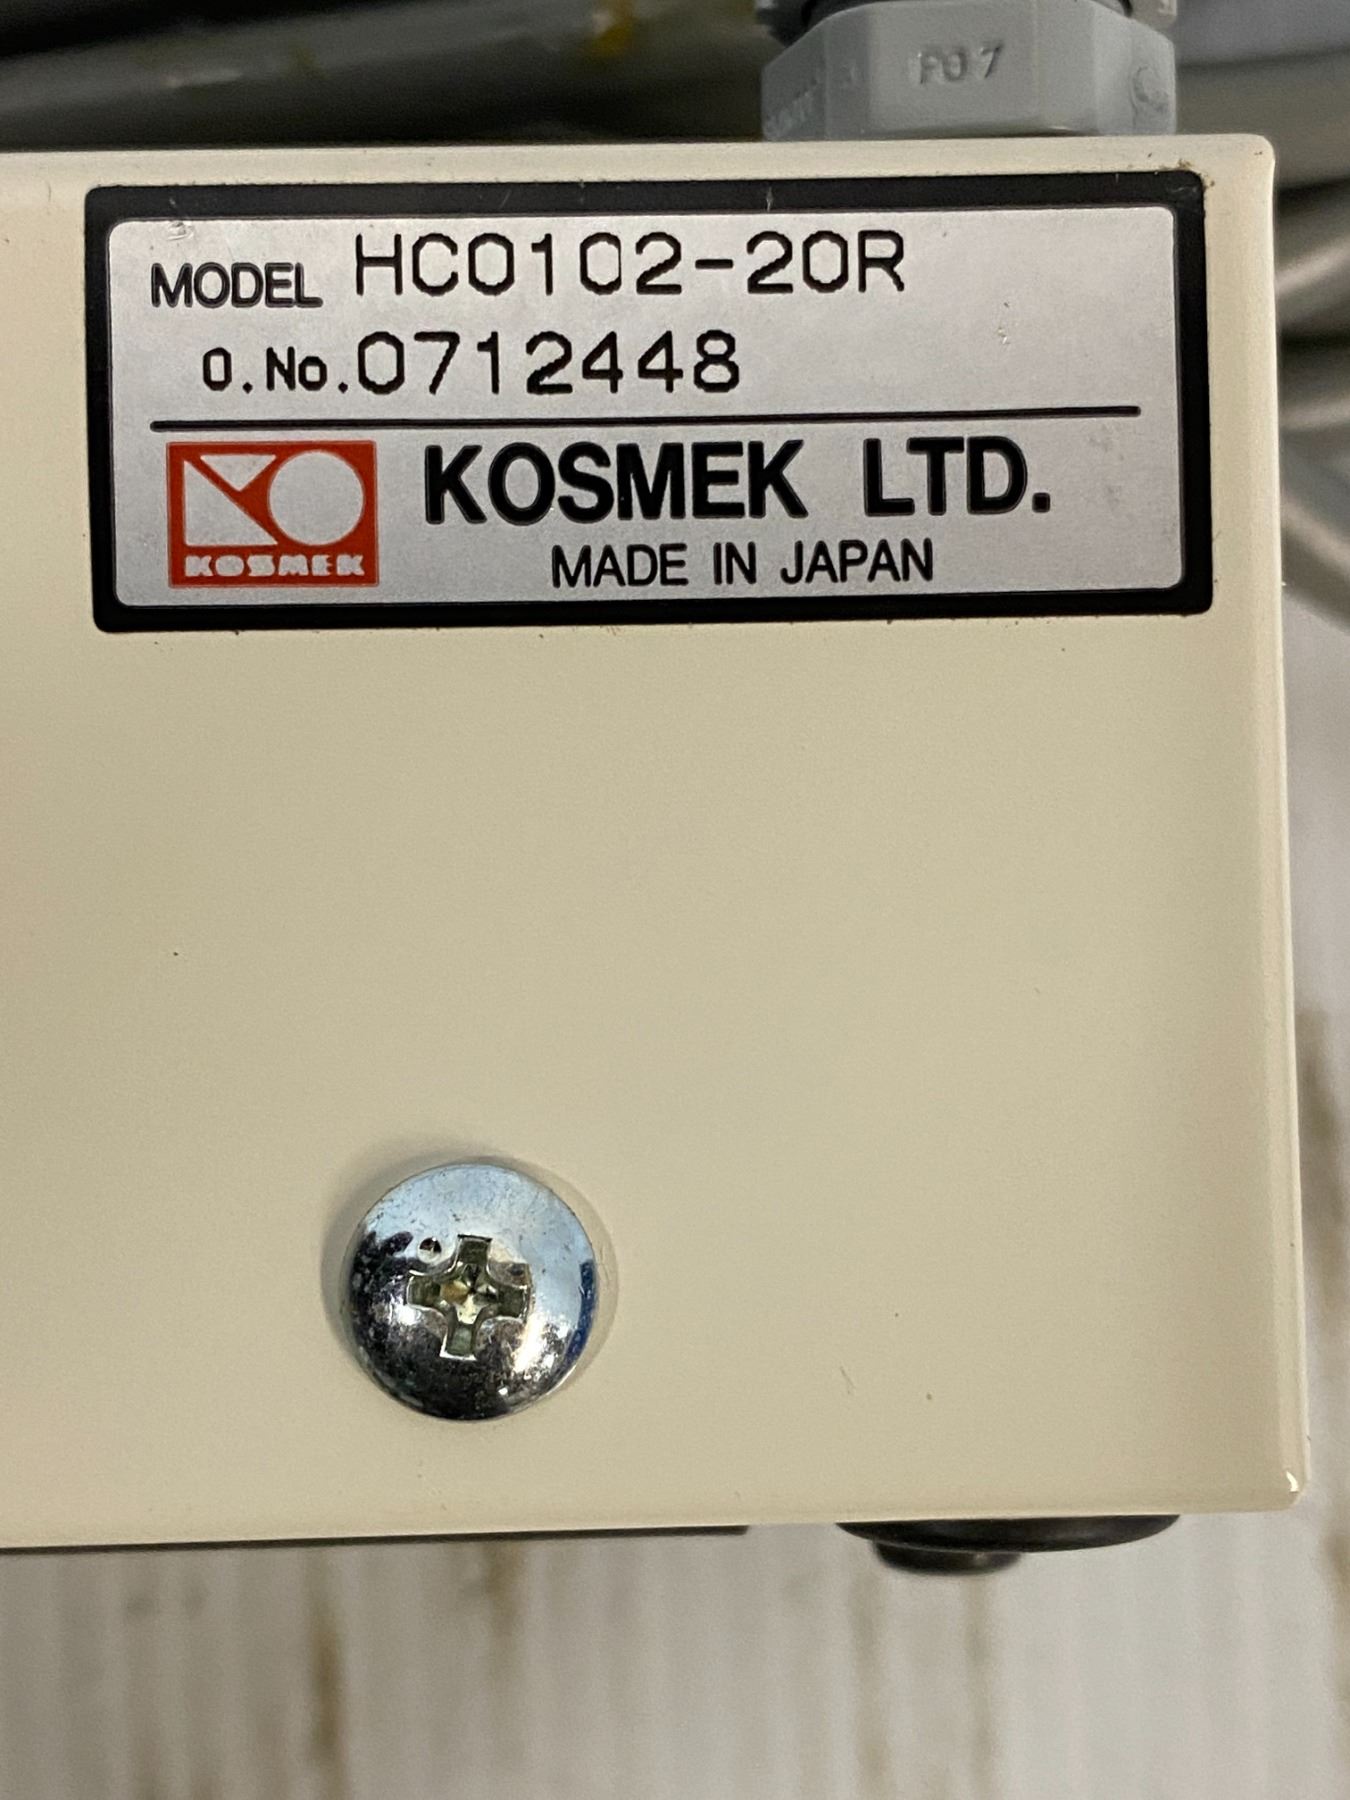 PO7
MODEL HC0102-20R
O.No.0712448
KOSMEK
KOSMEK LTD.
MADE IN JAPAN